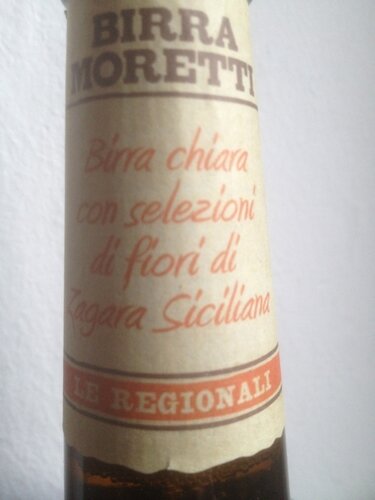 BIRRA
MORETTI
Birra chiara
con selezioni
di fiori di
Zagara Siciliana
LE REGIONALI